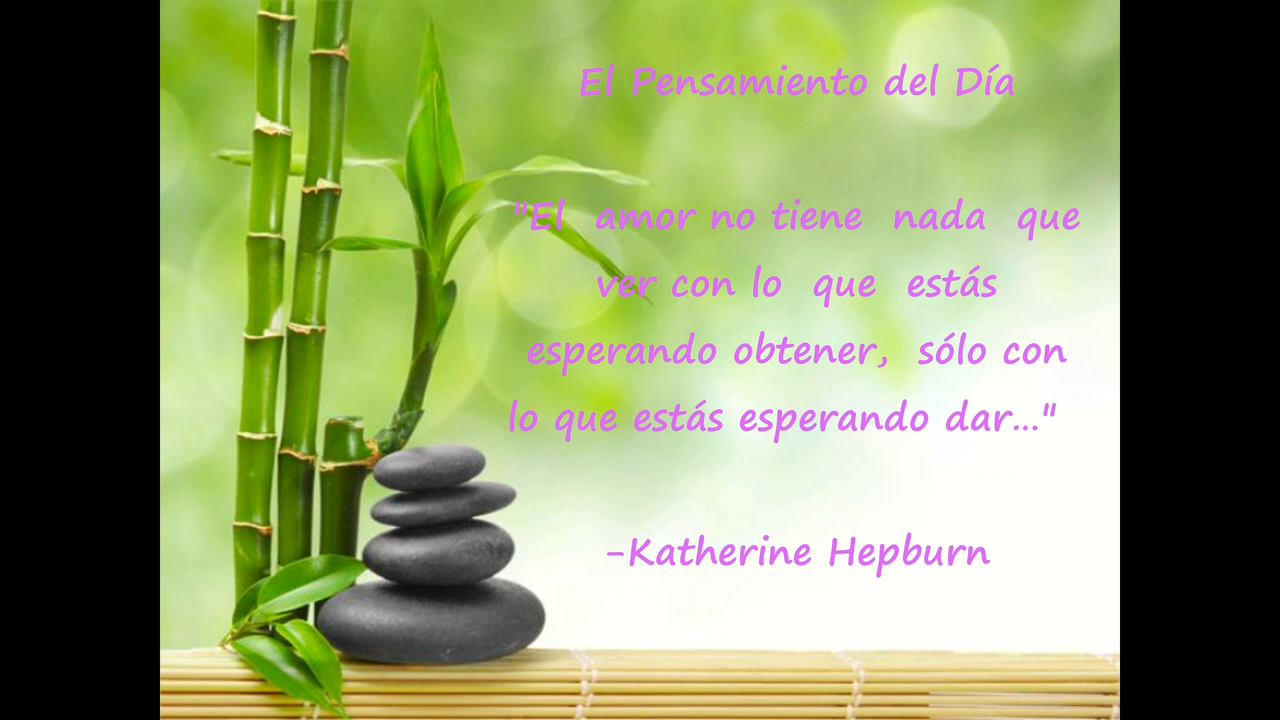 El Pensamiento del Día
"El amor no tiene nada que
ver con lo que estás
esperando obtener, sólo con
lo que estás esperando dar..."
-Katherine Hepburn